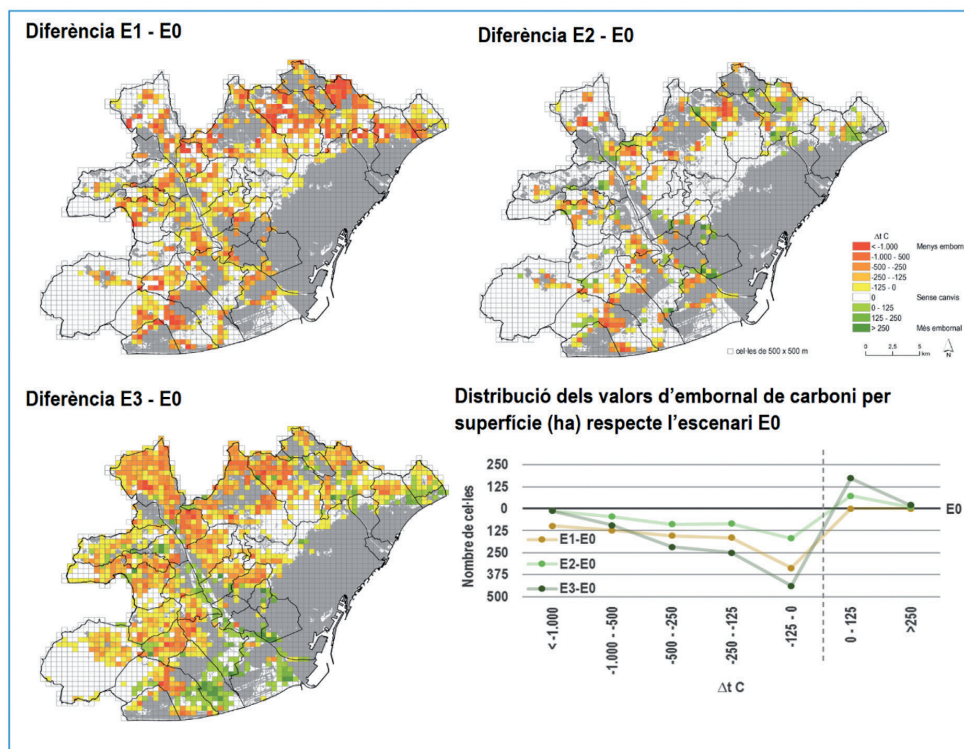 Diferència E1 - E0
Diferència E2 - E0
Δt C
< -1.000 Menys emborn
-1.000 - 500
-500 - -250
-250 - -125
-125 - 0
0 Sense canvis
0 - 125
125 - 250
> 250 Més embornal
cel·les de 500 x 500 m
0 2,5 5
km
N
Diferència E3 - E0
Distribució dels valors d'embornal de carboni per
superfície (ha) respecte l'escenari E0
Nombre de cel·les
250
125
0
125
250
375
500
E0
E1-E0
E2-E0
E3-E0
< -1.000
-1.000 - -500
-500 - -250
-250 - -125
-125 - 0
0 - 125
>250
Δt C